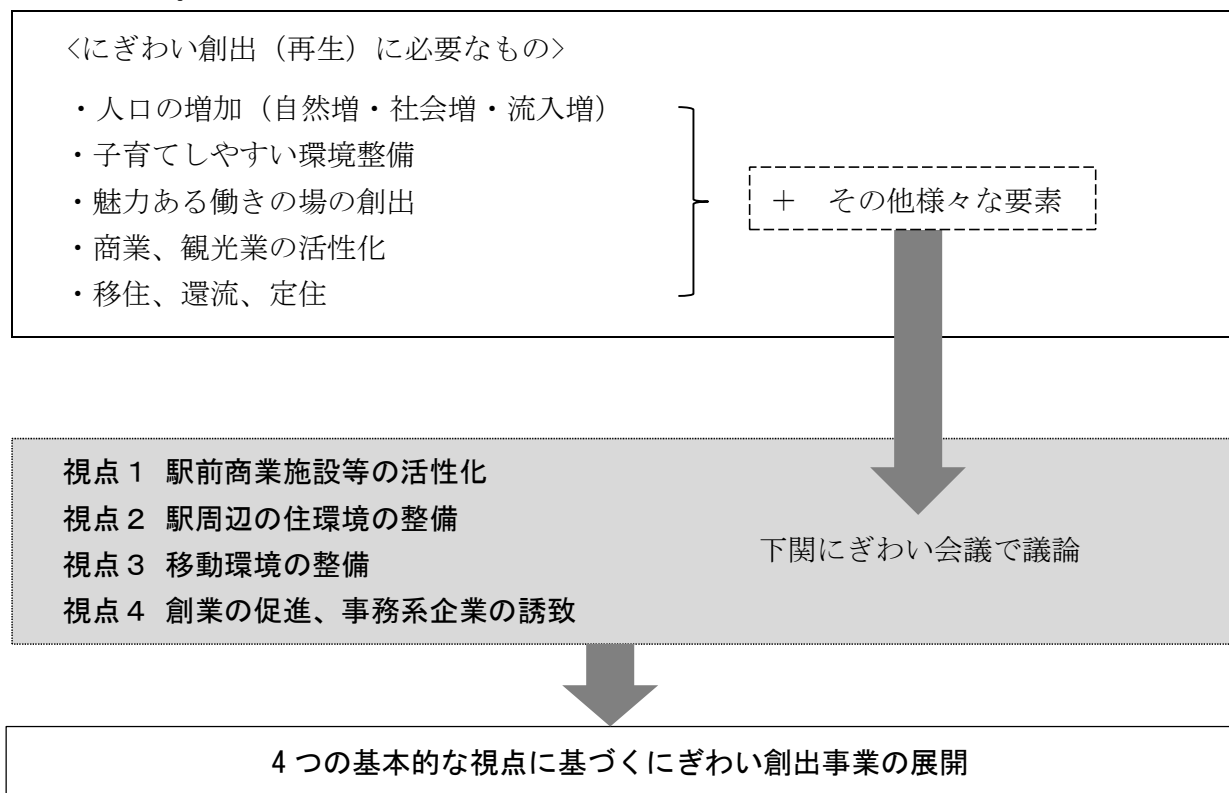 <にぎわい創出（再生）に必要なもの>
・人口の増加（自然増・社会増・流入増）
・子育てしやすい環境整備
・魅力ある働きの場の創出
・商業、観光業の活性化
・移住、還流、定住
＋　その他様々な要素
視点１ 駅前商業施設等の活性化
視点２ 駅周辺の住環境の整備
視点３ 移動環境の整備
視点４ 創業の促進、事務系企業の誘致
下関にぎわい会議で議論
4 つの基本的な視点に基づくにぎわい創出事業の展開